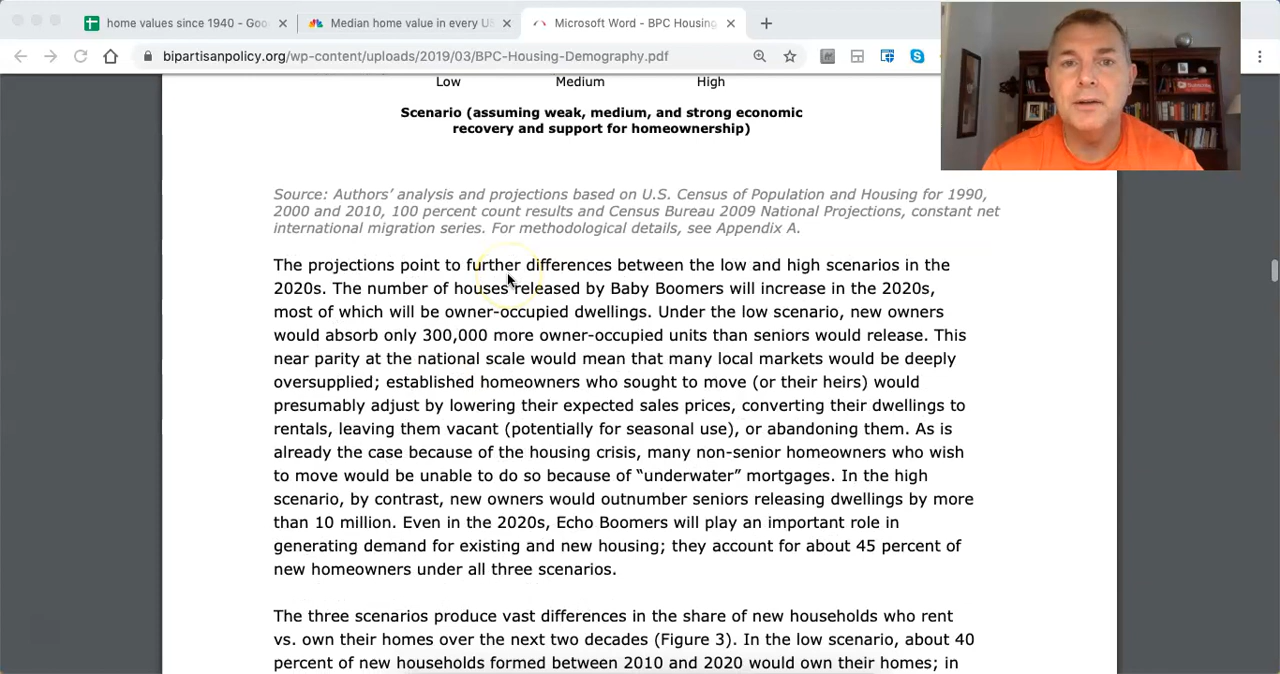 home values since 1940 - Goo
Median home value in every U
Microsoft Word - BPC Housing
bipartisanpolicy.org/wp-content/uploads/2019/03/BPC-Housing-Demography.pdf
Low Medium High
Scenario (assuming weak, medium, and strong economic
recovery and support for homeownership)
Source: Authors’ analysis and projections based on U.S. Census of Population and Housing for 1990,
2000 and 2010, 100 percent count results and Census Bureau 2009 National Projections, constant net
international migration series. For methodological details, see Appendix A.
The projections point to further differences between the low and high scenarios in the
2020s. The number of houses released by Baby Boomers will increase in the 2020s,
most of which will be owner-occupied dwellings. Under the low scenario, new owners
would absorb only 300,000 more owner-occupied units than seniors would release. This
near parity at the national scale would mean that many local markets would be deeply
oversupplied; established homeowners who sought to move (or their heirs) would
presumably adjust by lowering their expected sales prices, converting their dwellings to
rentals, leaving them vacant (potentially for seasonal use), or abandoning them. As is
already the case because of the housing crisis, many non-senior homeowners who wish
to move would be unable to do so because of “underwater” mortgages. In the high
scenario, by contrast, new owners would outnumber seniors releasing dwellings by more
than 10 million. Even in the 2020s, Echo Boomers will play an important role in
generating demand for existing and new housing; they account for about 45 percent of
new homeowners under all three scenarios.
The three scenarios produce vast differences in the share of new households who rent
vs. own their homes over the next two decades (Figure 3). In the low scenario, about 40
percent of new households formed between 2010 and 2020 would own their homes; in